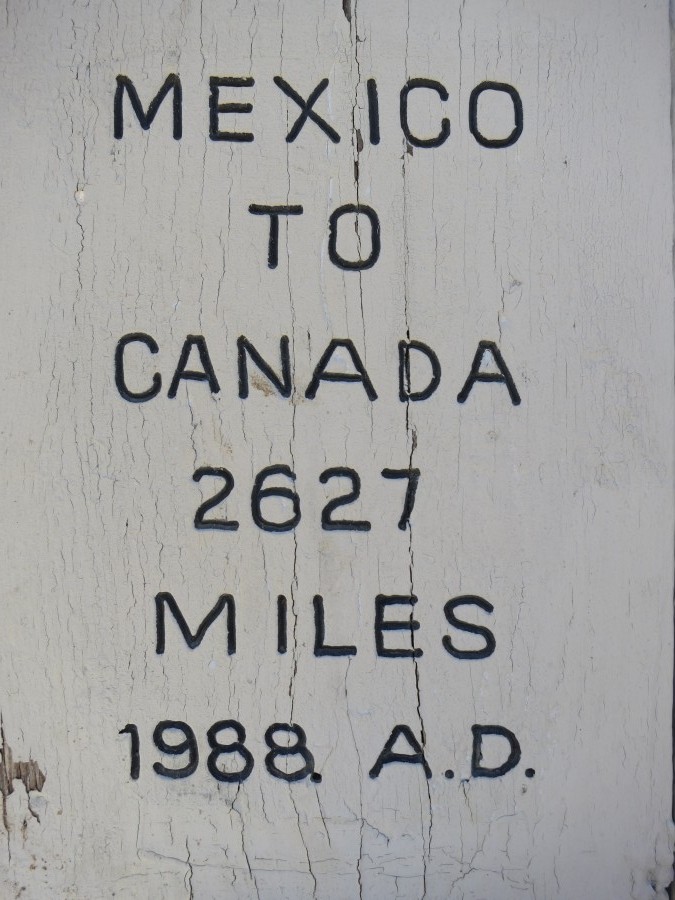 MEXICO
TO
CANADA
2627
MILES
1988. A.D.